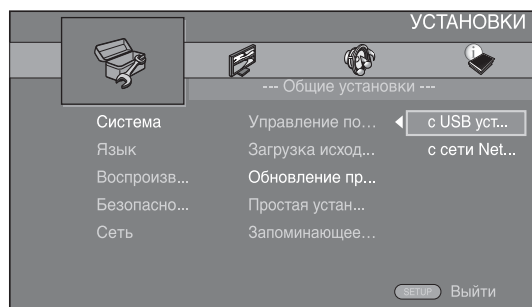 УСТАНОВКИ
--- Общие установки ---
Система Управление по... с USB уст...
Язык Загрузка исход... с сети Net...
Воспроизв... Обновление пр...
Безопасно... Простая устан...
Сеть Запоминающее...
SETUP Выйти